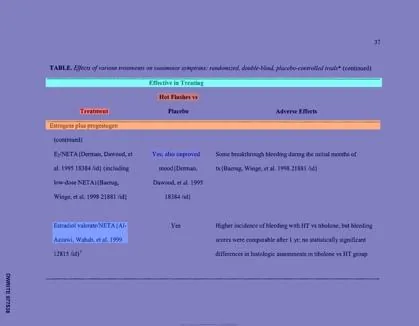 37
TABLE. Effects of various treatments on vasomotor symptoms: randomized, double-blind, placebo-controlled trials* (continued)
Effective in Treating
Hot Flushes vs
Treatment Placebo Adverse Effects
Estrogens plus progestogen
(continued)
E2/NETA{Derman, Dawood, et Yes; also improved Some breakthrough bleeding during the initial months of
al. 1995 18384 /id} (including mood{Derman, tx{Baerug, Winge, et al. 1998 21881 /id}
low-dose NETA){Baerug, Dawood, et al. 1995
Winge, et al. 1998 21881 /id} 18384 /id}
Estradiol valerate/NETA{Al- Yes Higher incidence of bleeding with HT vs tibolone, but bleeding
Azzawi, Wahab, et al. 1999 scores were comparable after 1 yr; no statistically significant
12815 /id}† differences in histologic assessments in tibolone vs HT group
DWRITE 077526